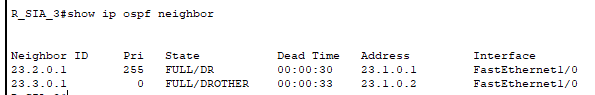 R_SIA_3#show ip ospf neighbor
Neighbor ID Pri State Dead Time Address Interface
23.2.0.1 255 FULL/DR 00:00:30 23.1.0.1 FastEthernet1/0
23.3.0.1 0 FULL/DROTHER 00:00:33 23.1.0.2 FastEthernet1/0